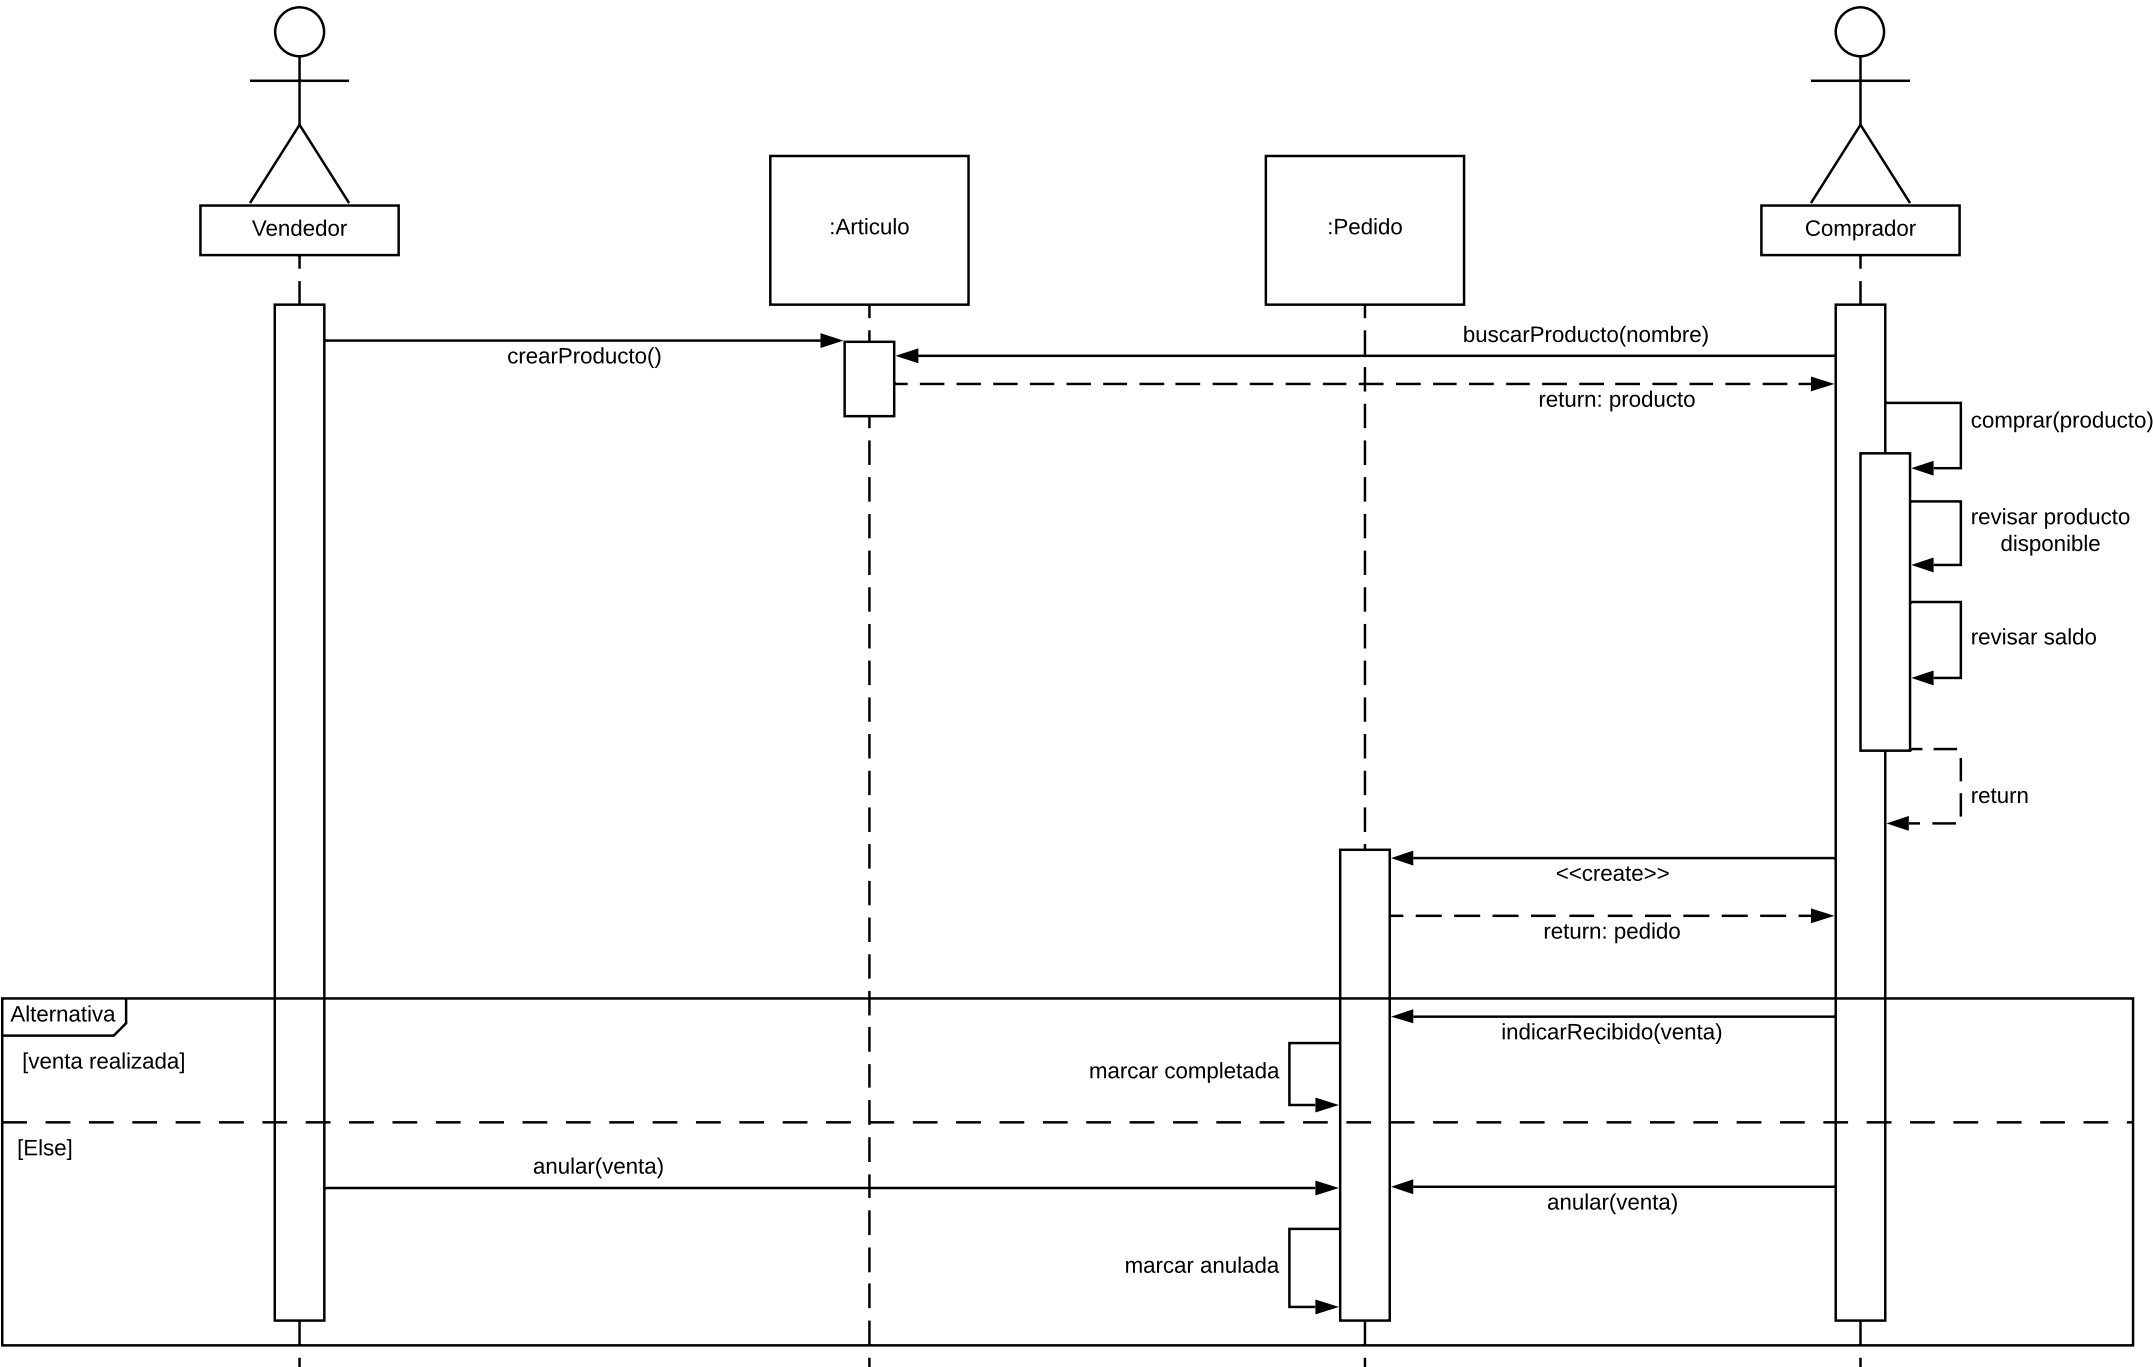 Vendedor
:Articulo
:Pedido
Comprador
buscarProducto(nombre)
crearProducto()
return: producto
comprar(producto)
revisar producto
disponible
revisar saldo
return
<<create>>
return: pedido
Alternativa
indicarRecibido(venta)
[venta realizada]
marcar completada
[Else]
anular(venta)
anular(venta)
marcar anulada